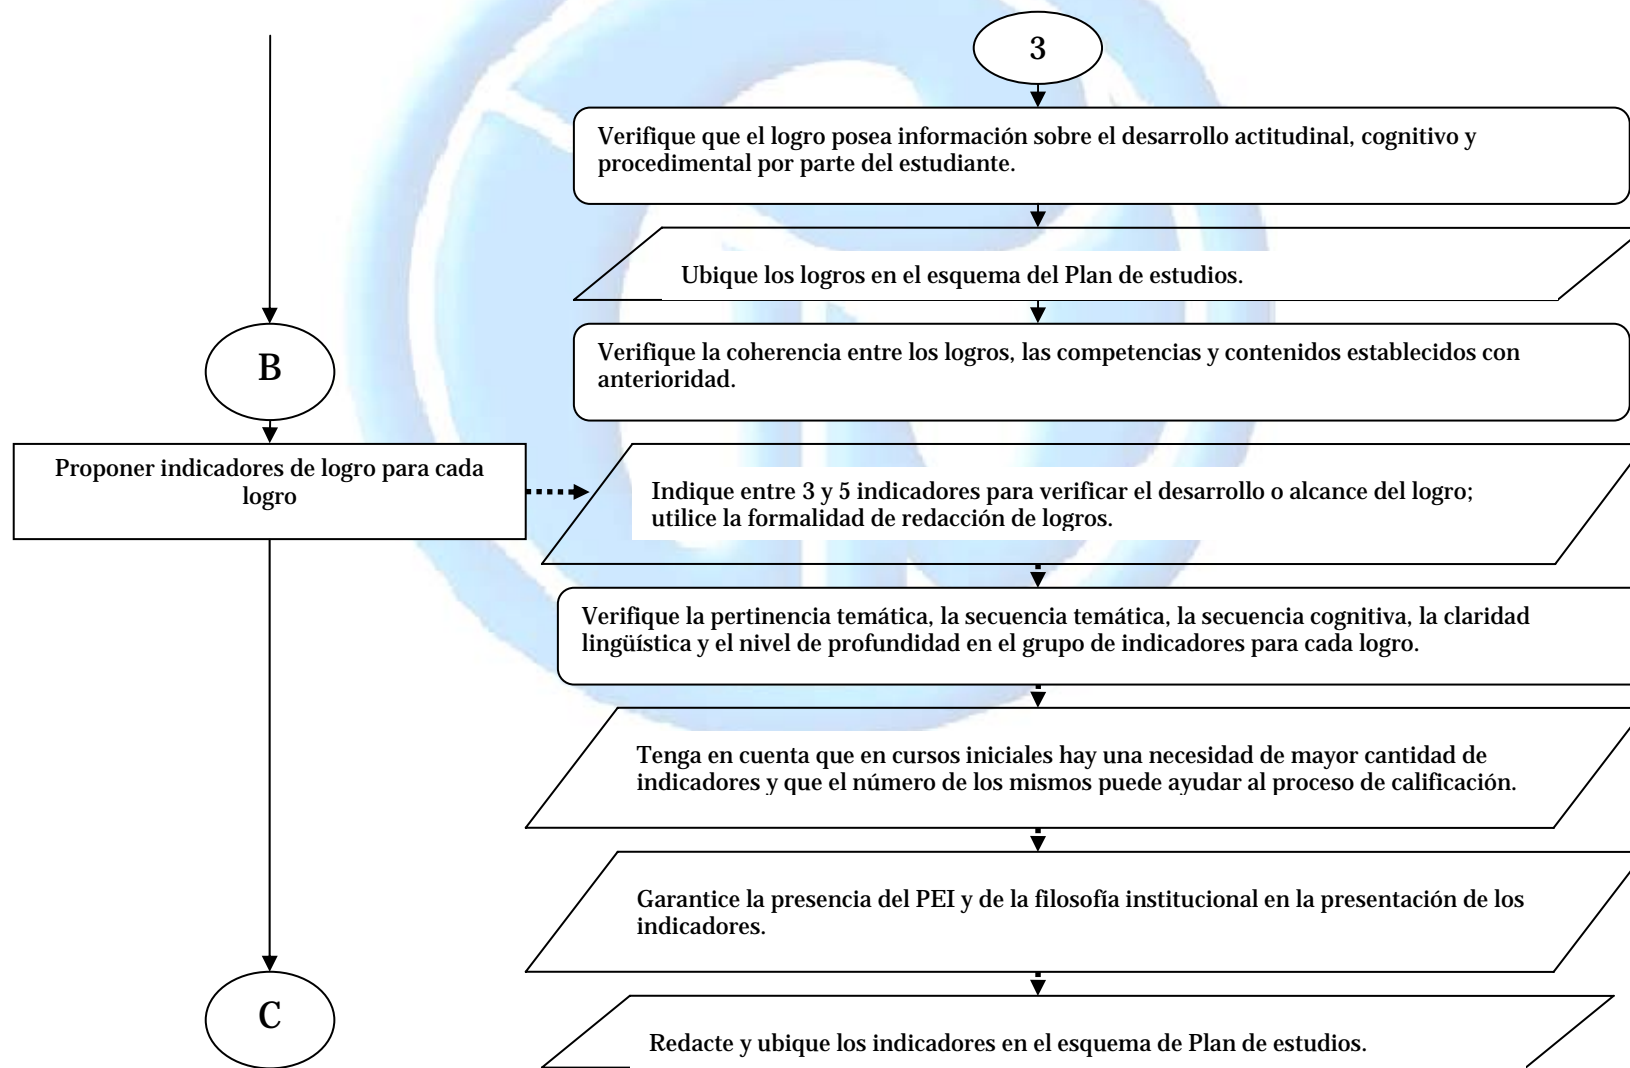 3
Verifique que el logro posea información sobre el desarrollo actitudinal, cognitivo y
procedimental por parte del estudiante.
Ubique los logros en el esquema del Plan de estudios.
B
Verifique la coherencia entre los logros, las competencias y contenidos establecidos con
anterioridad.
Proponer indicadores de logro para cada
logro
Indique entre 3 y 5 indicadores para verificar el desarrollo o alcance del logro;
utilice la formalidad de redacción de logros.
Verifique la pertinencia temática, la secuencia temática, la secuencia cognitiva, la claridad
lingüística y el nivel de profundidad en el grupo de indicadores para cada logro.
Tenga en cuenta que en cursos iniciales hay una necesidad de mayor cantidad de
indicadores y que el número de los mismos puede ayudar al proceso de calificación.
Garantice la presencia del PEI y de la filosofía institucional en la presentación de los
indicadores.
C
Redacte y ubique los indicadores en el esquema de Plan de estudios.